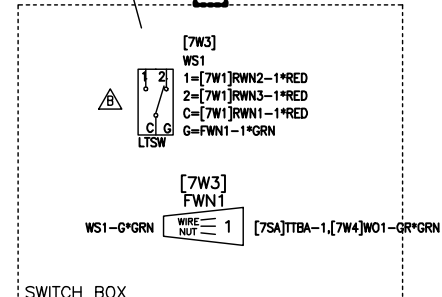 [7W3]
WS1
1 2
1=[7W1]RWN2-1*RED
2=[7W1]RWN3-1*RED
B
C=[7W1]RWN1-1*RED
C G
G=FWN1-1*GRN
LTSW
[7W3]
FWN1
WS1-G*GRN
WIRE NUT
1
[7SA]TTBA-1,[7W4]WO1-GR*GRN
SWITCH BOX